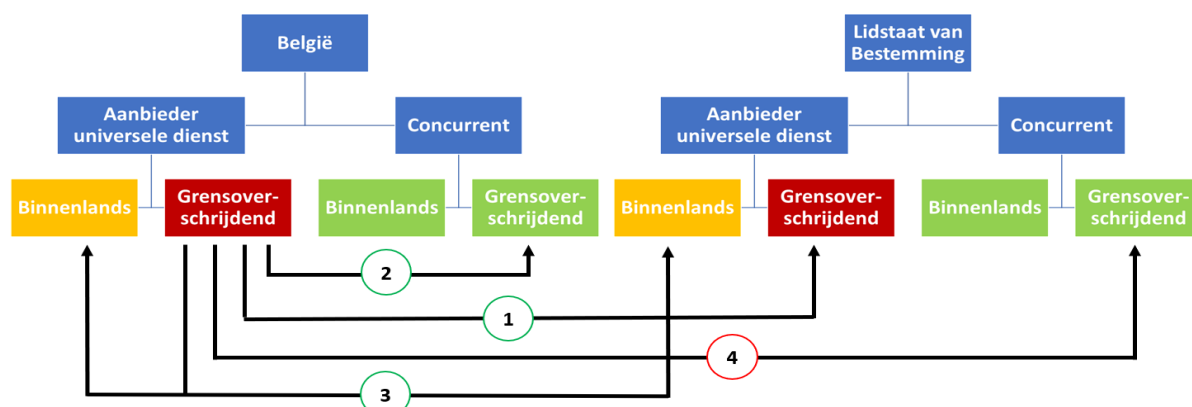 België
Lidstaat van
Bestemming
Aanbieder
universele dienst
Concurrent
Aanbieder
universele dienst
Concurrent
Binnenlands
Grensover-
schrijdend
Binnenlands
Grensover-
schrijdend
Binnenlands
Grensover-
schrijdend
Binnenlands
Grensover-
schrijdend
2
1
4
3